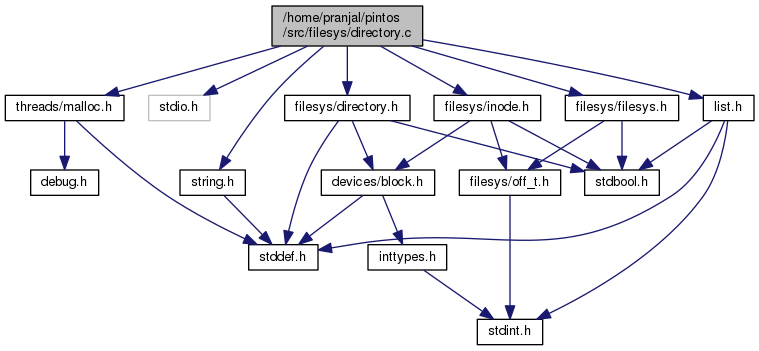 /home/pranjal/pintos
/src/filesys/directory.c
threads/malloc.h
stdio.h
filesys/directory.h
filesys/inode.h
filesys/filesys.h
list.h
debug.h
string.h
devices/block.h
filesys/off_t.h
stdbool.h
stddef.h
inttypes.h
stdint.h